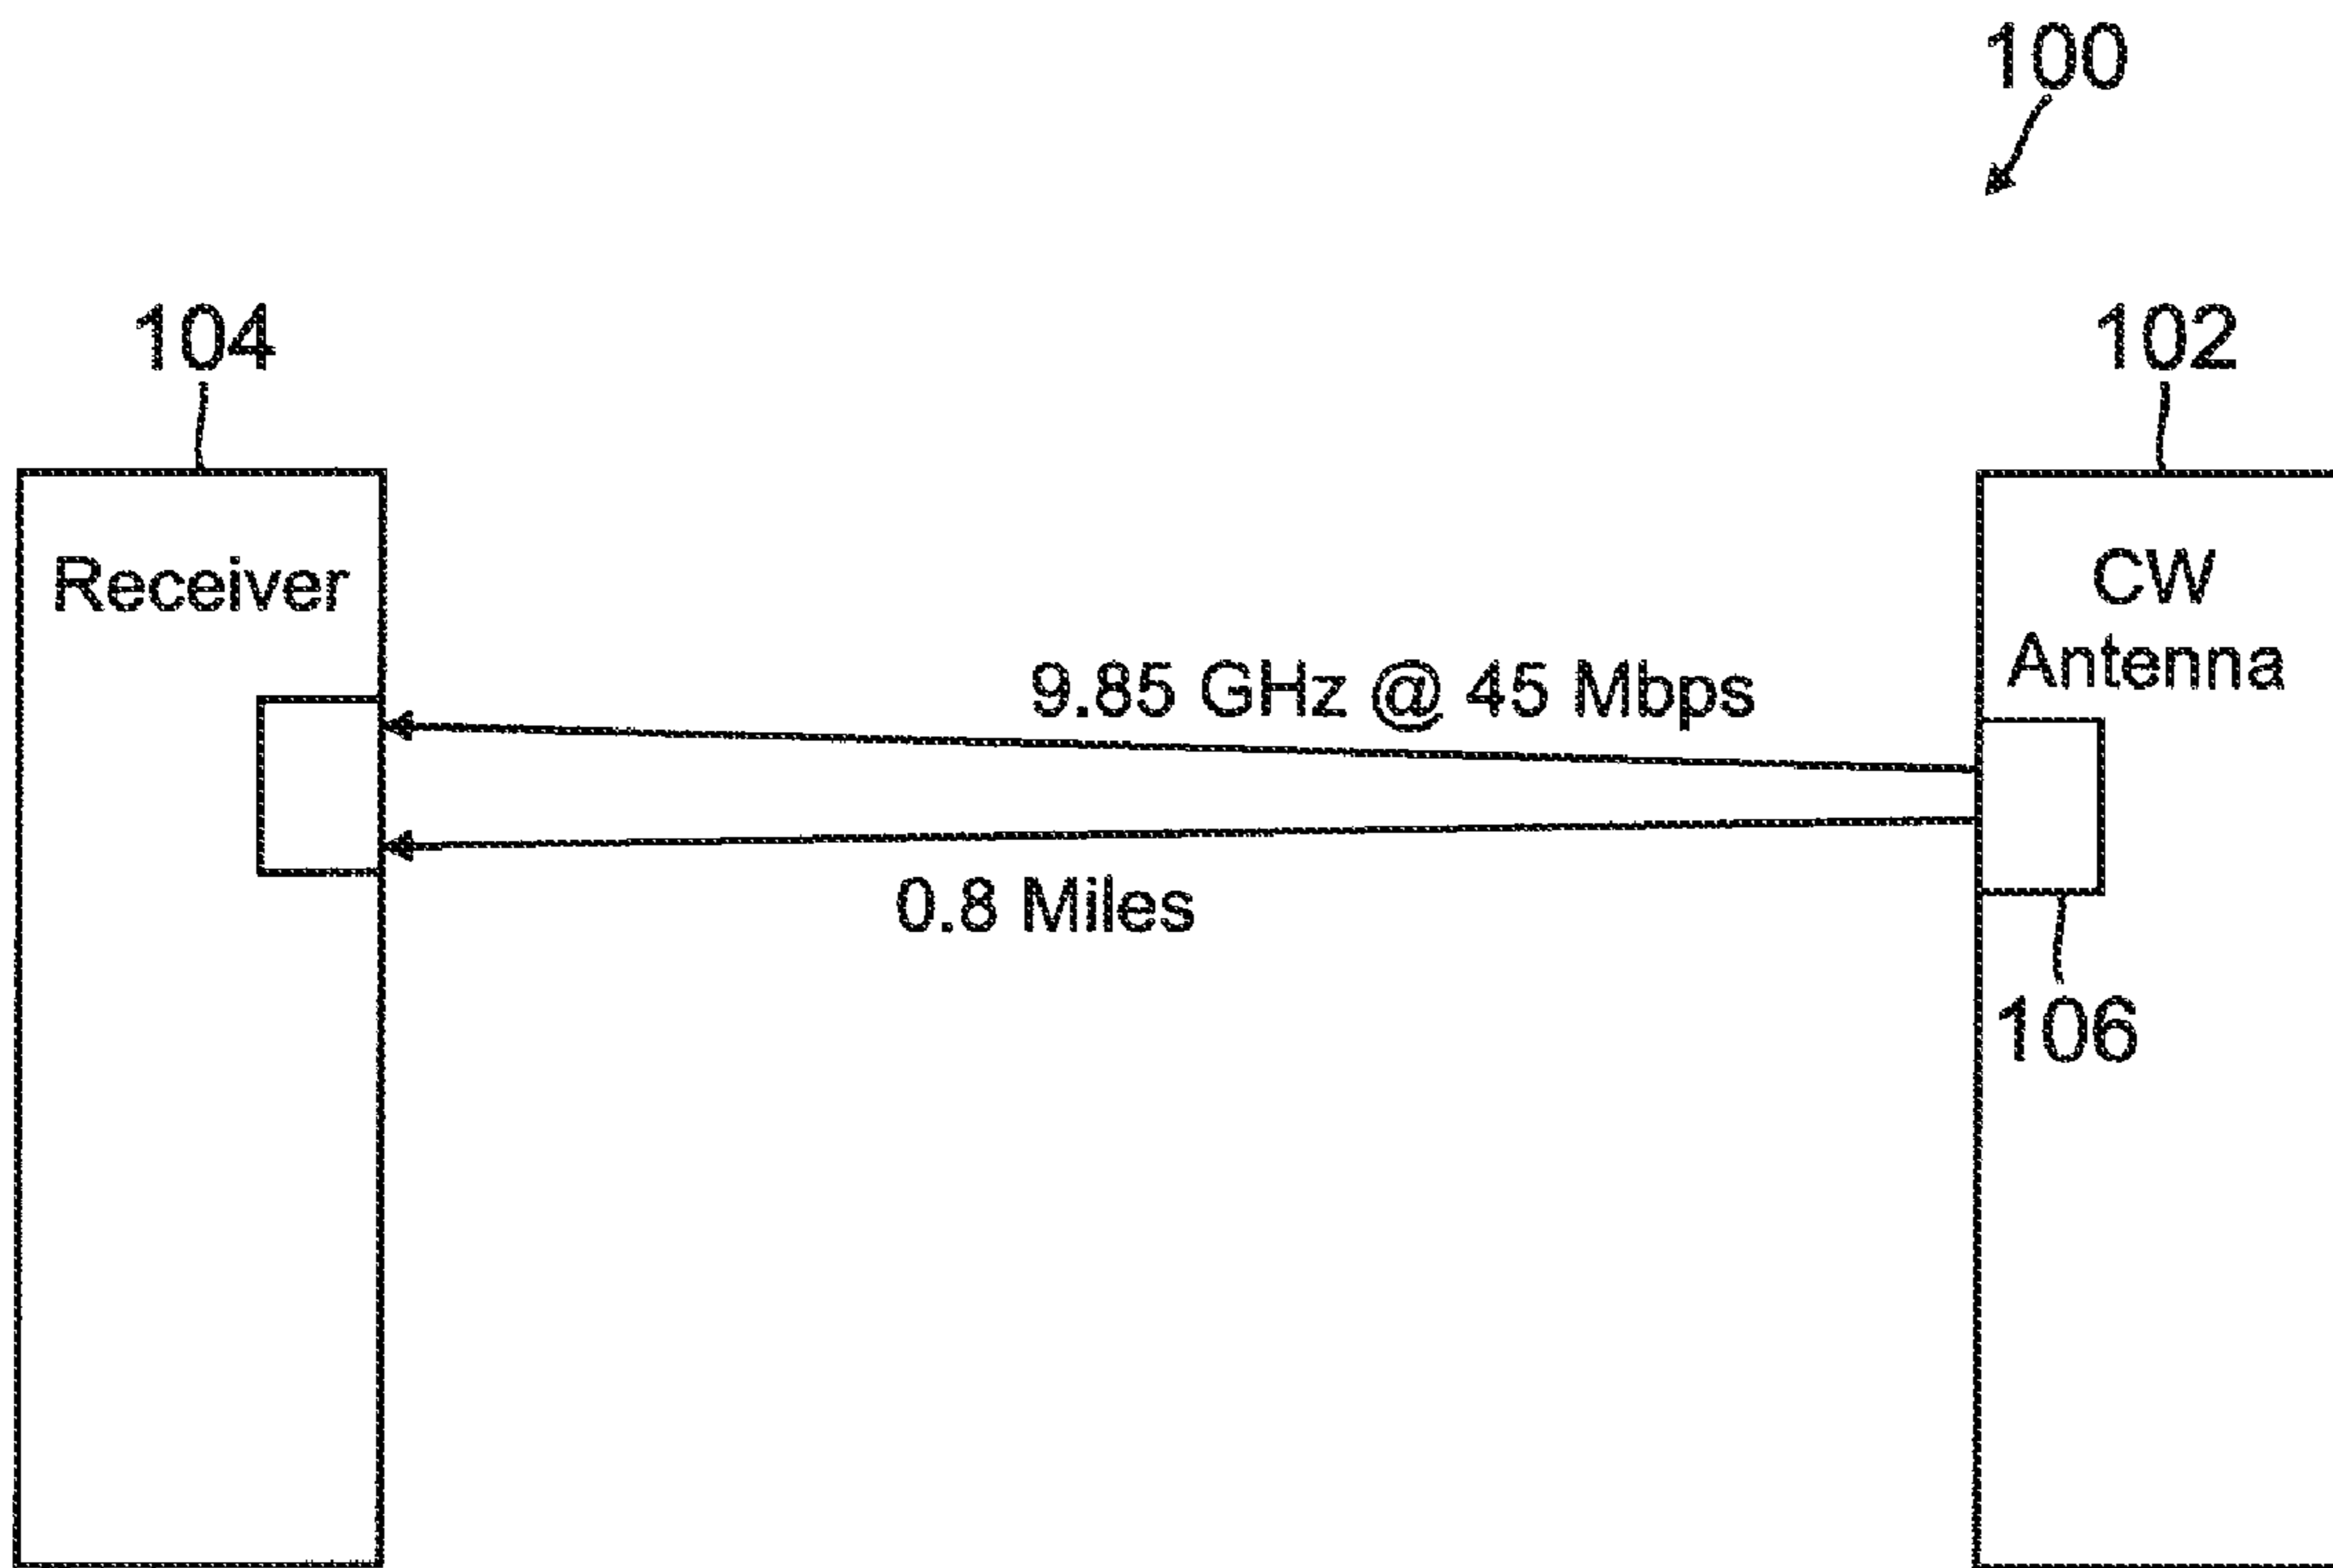 100
104
102
Receiver
CW
Antenna
9.85 GHz @ 45 Mbps
0.8 Miles
106